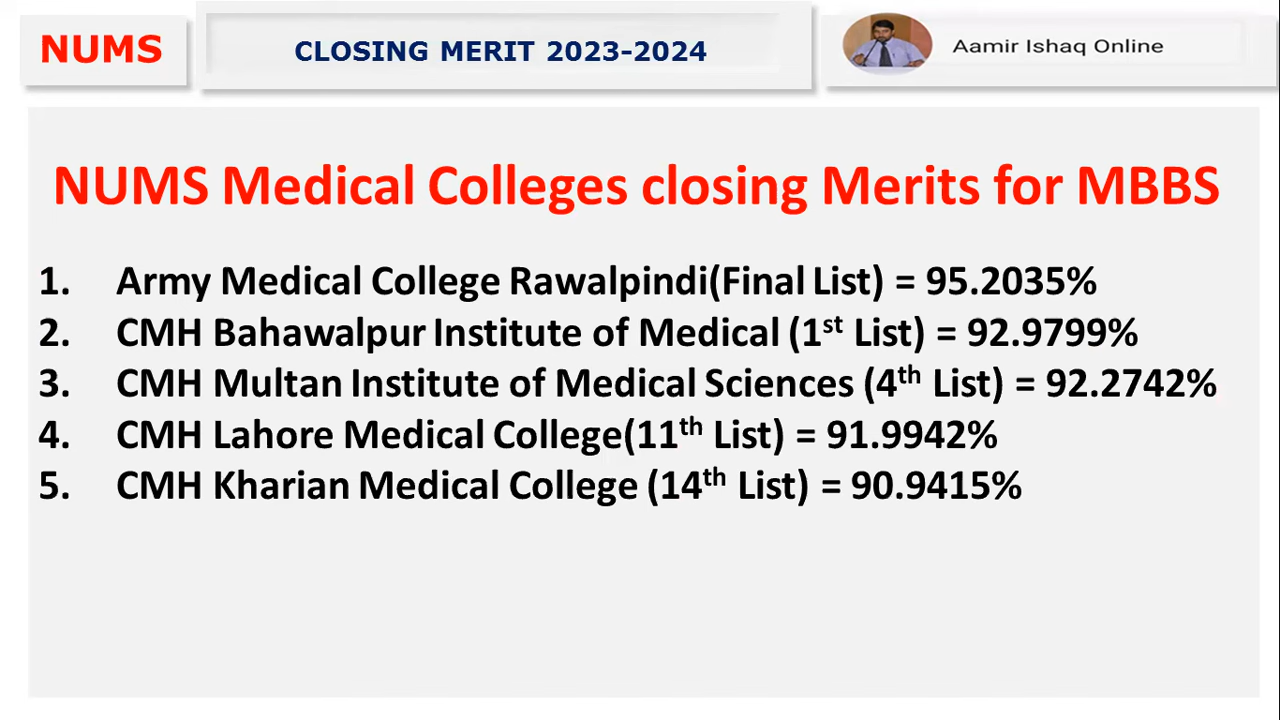 NUMS
CLOSING MERIT 2023-2024
Aamir Ishaq Online
NUMS Medical Colleges closing Merits for MBBS
1. Army Medical College Rawalpindi(Final List) = 95.2035%
2. CMH Bahawalpur Institute of Medical (1st List) = 92.9799%
3. CMH Multan Institute of Medical Sciences (4th List) = 92.2742%
4. CMH Lahore Medical College(11th List) = 91.9942%
5. CMH Kharian Medical College (14th List) = 90.9415%